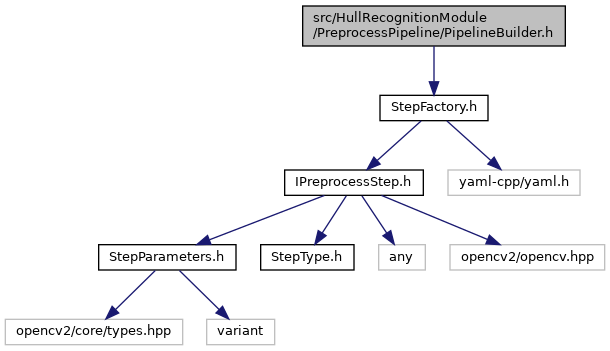 src/HullRecognitionModule
/PreprocessPipeline/PipelineBuilder.h
StepFactory.h
IPreprocessStep.h
yaml-cpp/yaml.h
StepParameters.h
StepType.h
any
opencv2/opencv.hpp
opencv2/core/types.hpp
variant